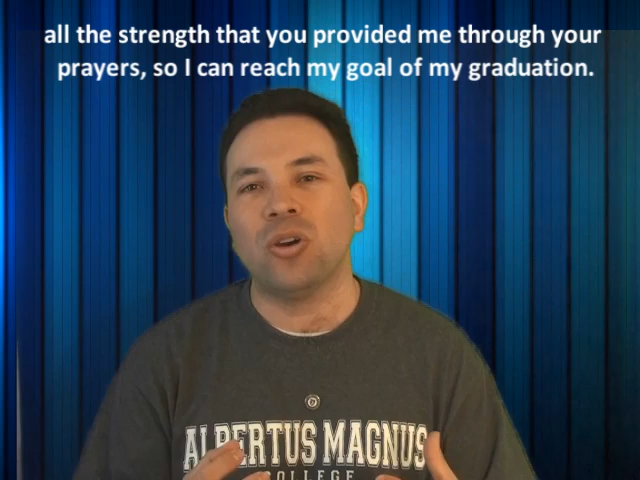 all the strength that you provided me through your
prayers, so I can reach my goal of my graduation.
ALBERTUS MAGNUS
COLLEGE